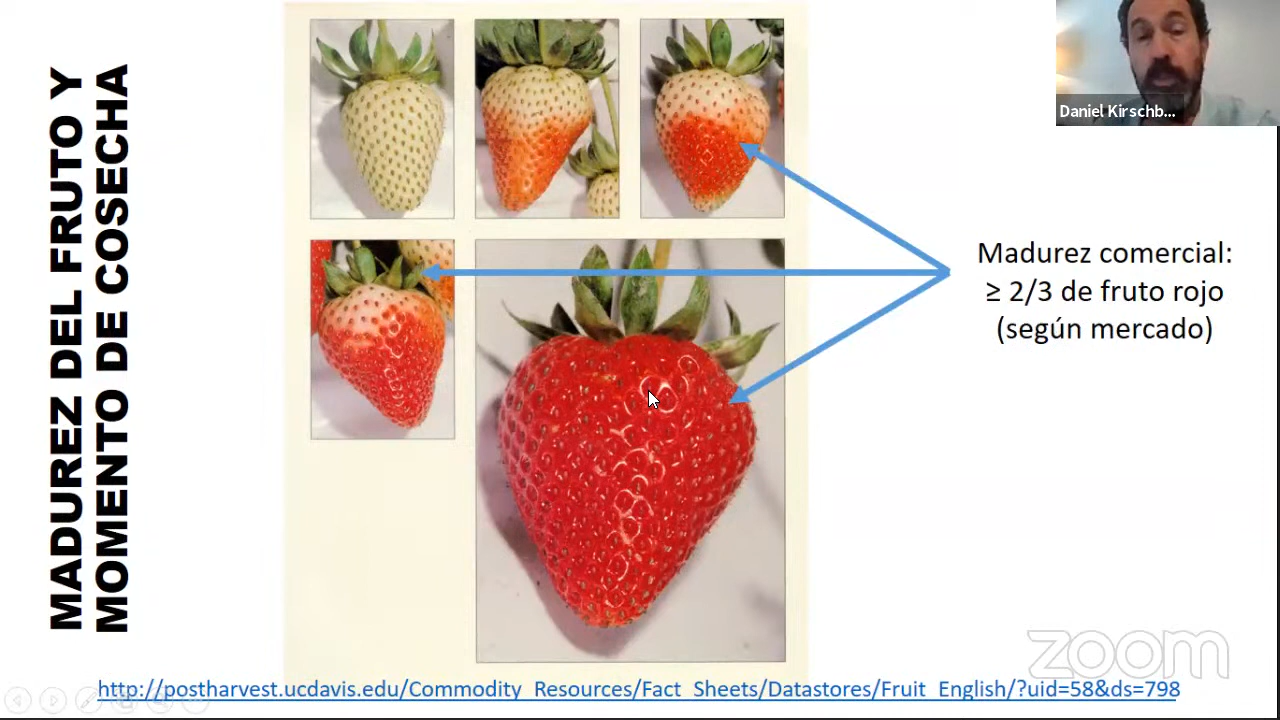 MADUREZ DEL FRUTO Y
MOMENTO DE COSECHA
Daniel Kirschb...
Madurez comercial:
≥ 2/3 de fruto rojo
(según mercado)
zoom
http://postharvest.ucdavis.edu/Commodity_Resources/Fact_Sheets/Datastores/Fruit_English/?uid=58&ds=798